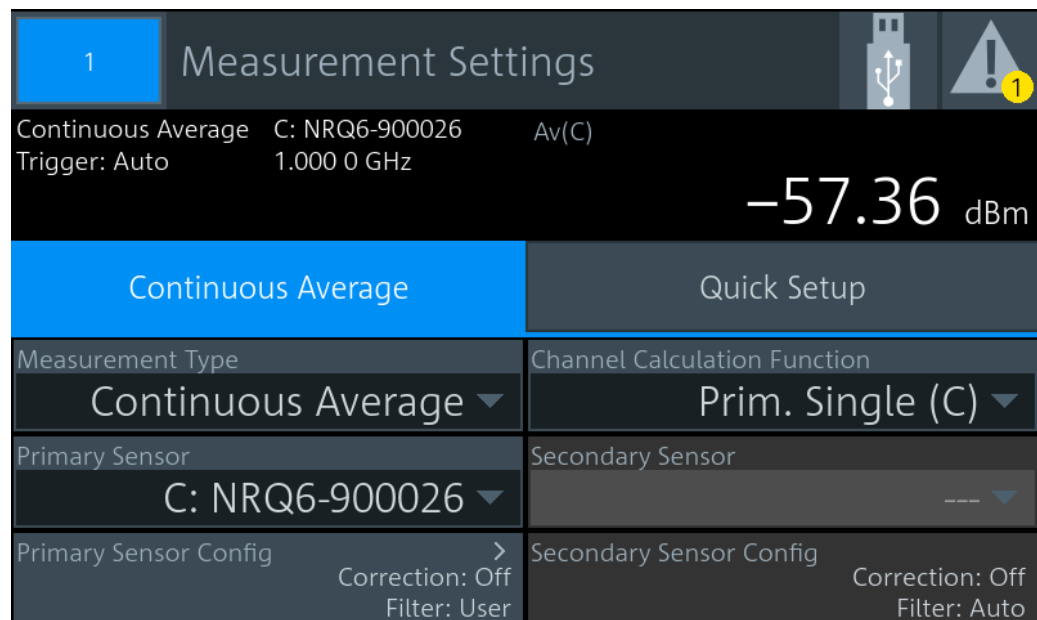 1
Measurement Settings
1
Continuous Average C: NRQ6-900026 Av(C)
Trigger: Auto 1.000 0 GHz
−57.36 dBm
Continuous Average Quick Setup
Measurement Type Channel Calculation Function
Continuous Average Prim. Single (C)
Primary Sensor Secondary Sensor
C: NRQ6-900026 ---
Primary Sensor Config > Secondary Sensor Config
Correction: Off Correction: Off
Filter: User Filter: Auto